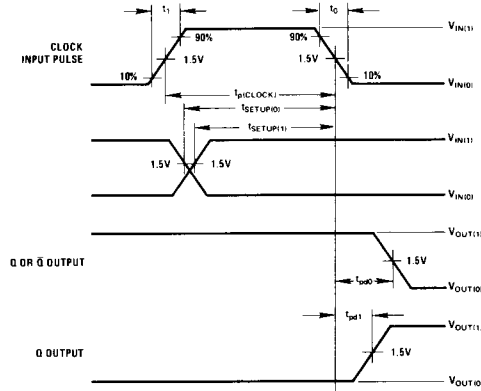 t1
t0
VIN(1)
90%
90%
CLOCK
INPUT PULSE
1.5V
1.5V
10%
10%
VIN(0)
tp(CLOCK)
tSETUP(0)
tSETUP(1)
VIN(1)
1.5V
1.5V
VIN(0)
VOUT(1)
Q OR Q̅ OUTPUT
1.5V
tpd0
VOUT(0)
tpd1
VOUT(1)
1.5V
Q OUTPUT
VOUT(0)